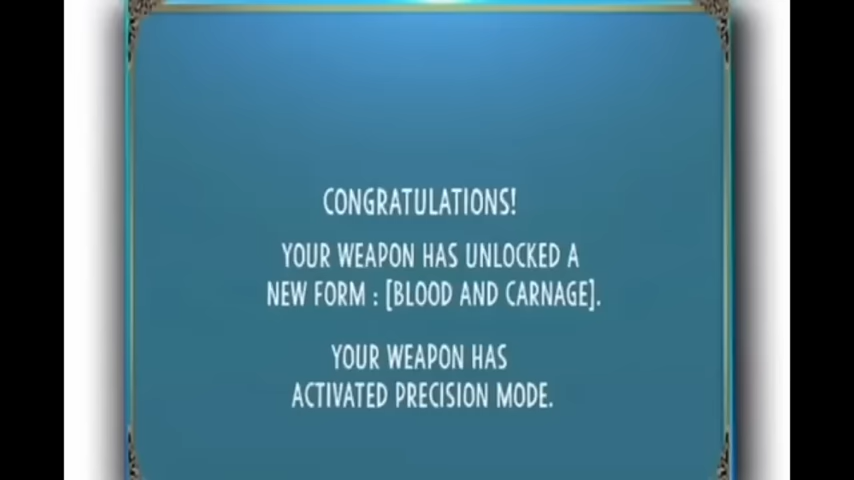 CONGRATULATIONS!
YOUR WEAPON HAS UNLOCKED A
NEW FORM : [BLOOD AND CARNAGE].
YOUR WEAPON HAS
ACTIVATED PRECISION MODE.